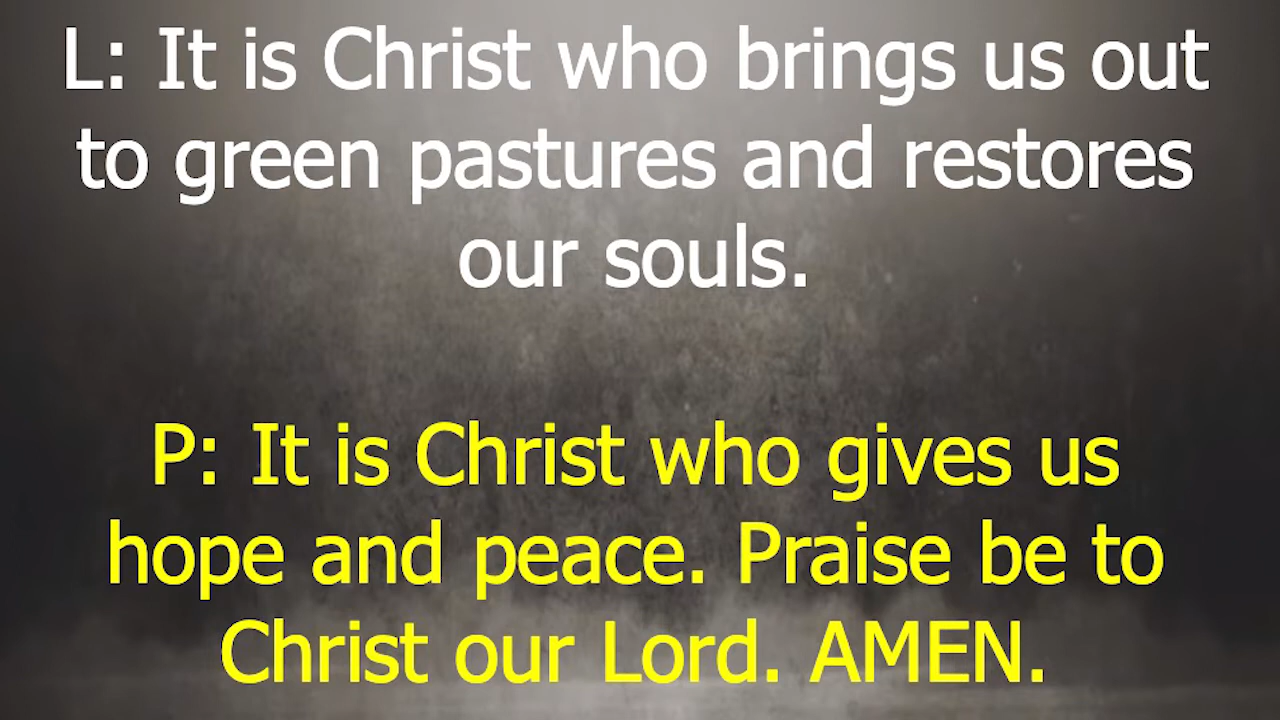 L: It is Christ who brings us out
to green pastures and restores
our souls.
P: It is Christ who gives us
hope and peace. Praise be to
Christ our Lord. AMEN.